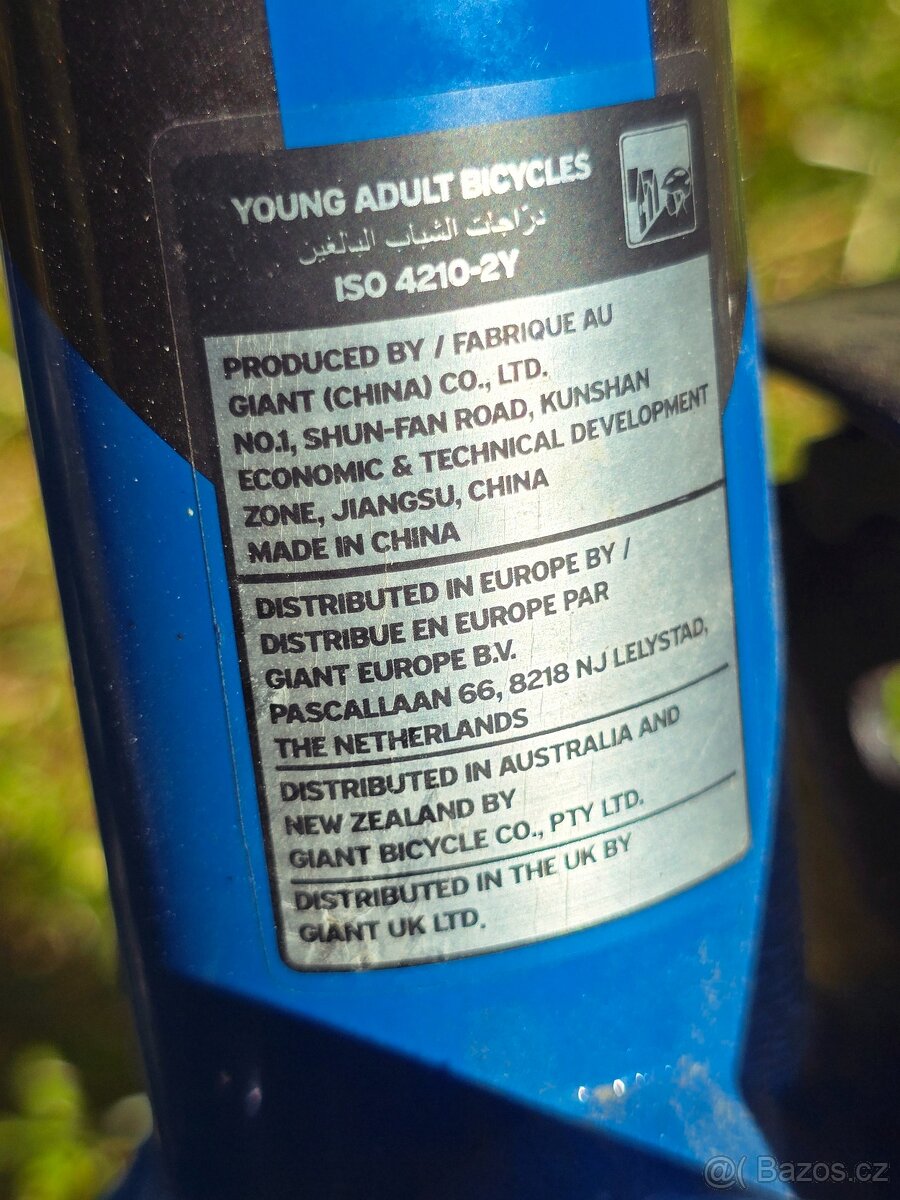 YOUNG ADULT BICYCLES
دراجات الشباب البالغين
ISO 4210-2Y
PRODUCED BY / FABRIQUE AU
GIANT (CHINA) CO., LTD.
NO.1, SHUN-FAN ROAD, KUNSHAN
ECONOMIC & TECHNICAL DEVELOPMENT
ZONE, JIANGSU, CHINA
MADE IN CHINA
DISTRIBUTED IN EUROPE BY /
DISTRIBUE EN EUROPE PAR
GIANT EUROPE B.V.
PASCALLAAN 66, 8218 NJ LELYSTAD,
THE NETHERLANDS
DISTRIBUTED IN AUSTRALIA AND
NEW ZEALAND BY
GIANT BICYCLE CO., PTY LTD.
DISTRIBUTED IN THE UK BY
GIANT UK LTD.
@( Bazos.cz